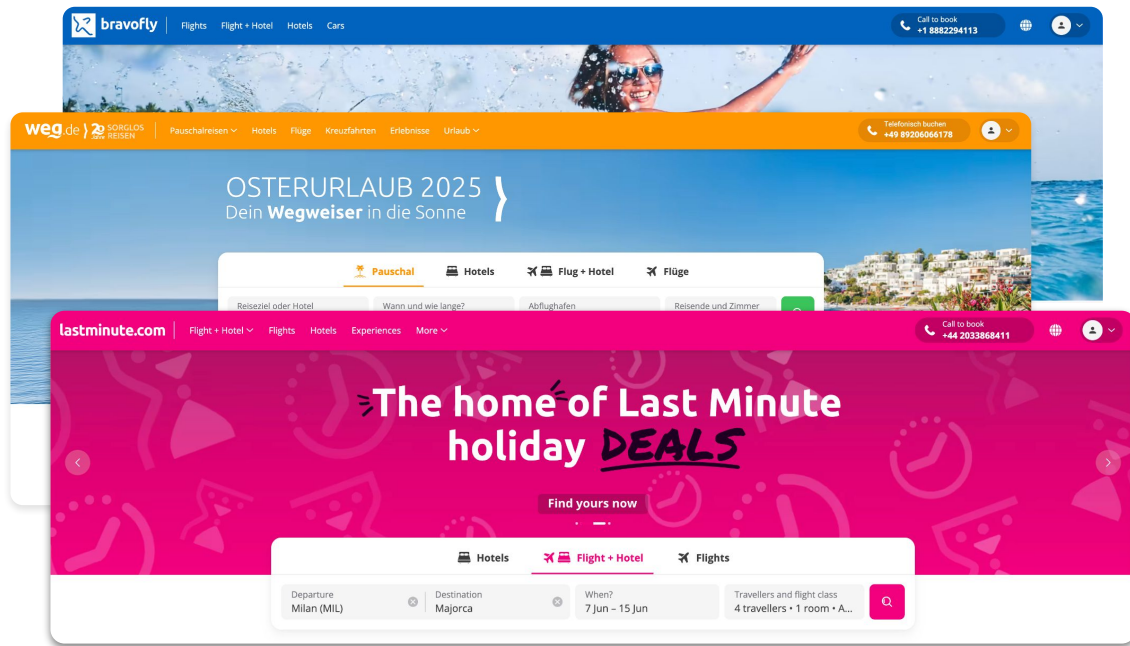 bravofly
Flights Flight + Hotel Hotels Cars
Call to book
+1 8882294113
weg.de 20 Jahre SORGLOS REISEN
Pauschalreisen Hotels Flüge Kreuzfahrten Erlebnisse Urlaub
Telefonisch buchen
+49 89206066178
OSTERURLAUB 2025
Dein Wegweiser in die Sonne
Pauschal Hotels Flug + Hotel Flüge
Reiseziel oder Hotel Wann und wie lange? Abflughafen Reisende und Zimmer
lastminute.com
Flight + Hotel Flights Hotels Experiences More
Call to book
+44 2033868411
The home of Last Minute
holiday DEALS
Find yours now
Hotels Flight + Hotel Flights
Departure Destination When? Travellers and flight class
Milan (MIL) Majorca 7 Jun – 15 Jun 4 travellers • 1 room • A...